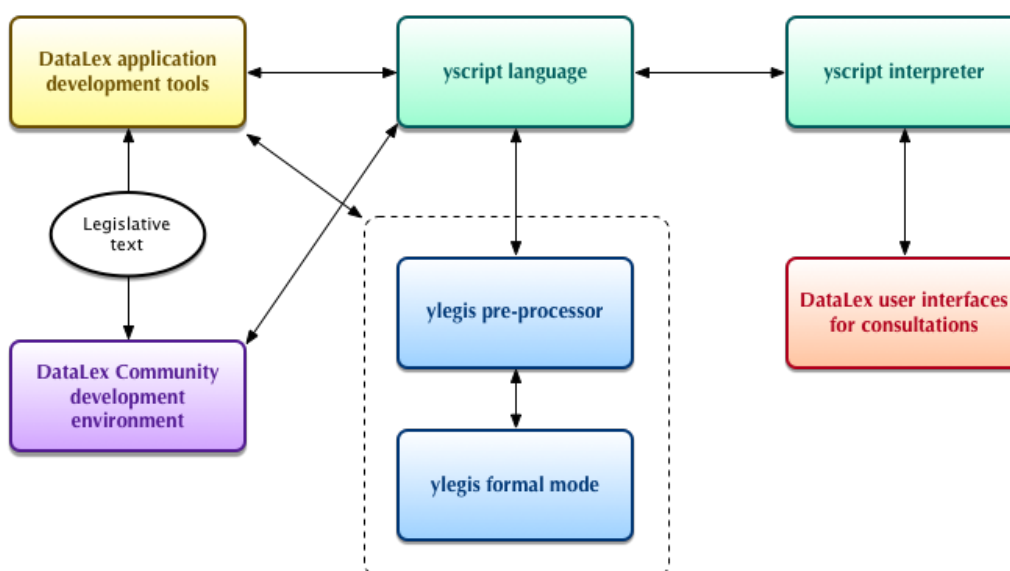 DataLex application
development tools
yscript language
yscript interpreter
Legislative
text
ylegis pre-processor
DataLex user interfaces
for consultations
DataLex Community
development
environment
ylegis formal mode